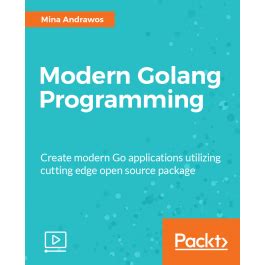 Mina Andrawos
Modern Golang
Programming
Create modern Go applications utilizing
cutting edge open source package
Packt>